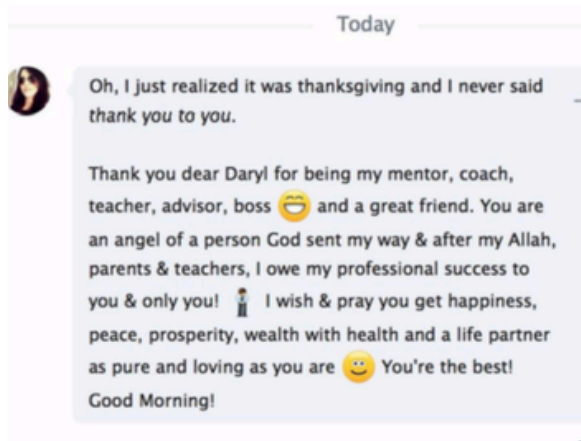 Today
Oh, I just realized it was thanksgiving and I never said
thank you to you.
Thank you dear Daryl for being my mentor, coach,
teacher, advisor, boss 😁 and a great friend. You are
an angel of a person God sent my way & after my Allah,
parents & teachers, I owe my professional success to
you & only you! 🙇‍♂️ I wish & pray you get happiness,
peace, prosperity, wealth with health and a life partner
as pure and loving as you are 🙂 You're the best!
Good Morning!